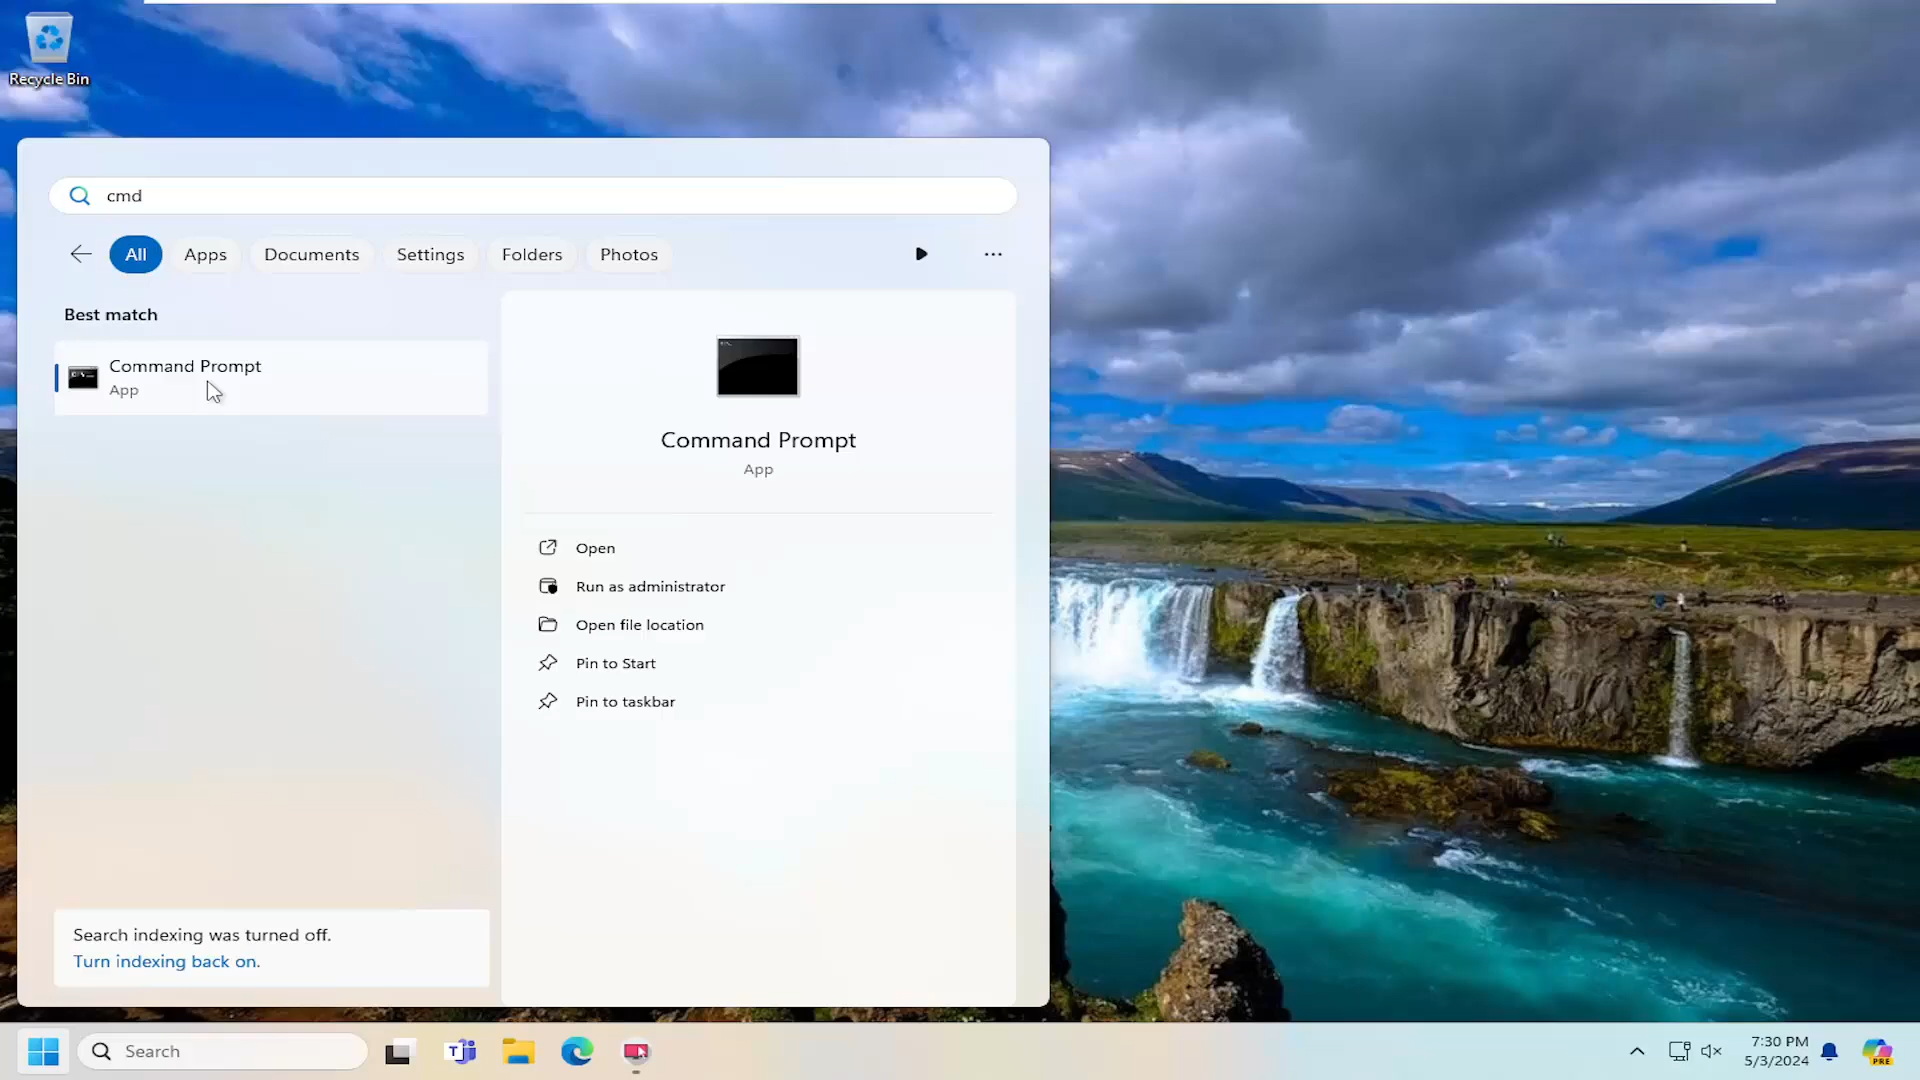 Recycle Bin
cmd
All
Apps
Documents
Settings
Folders
Photos
Best match
Command Prompt
App
Command Prompt
App
Open
Run as administrator
Open file location
Pin to Start
Pin to taskbar
Search indexing was turned off.
Turn indexing back on.
Search
7:30 PM
5/3/2024
PRE